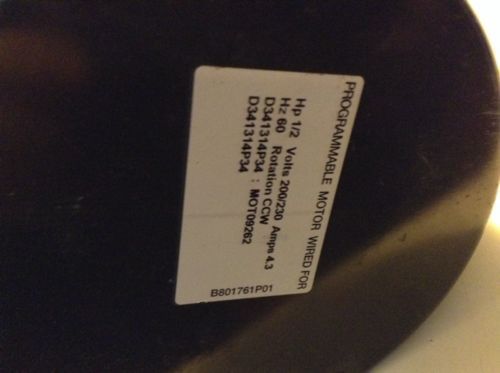 PROGRAMMABLE MOTOR WIRED FOR
Hp 1/2 Volts 200/230 Amps 4.3
Hz 60 Rotation CCW
D341314P34 : MOT09262
D341314P34
B801761P01